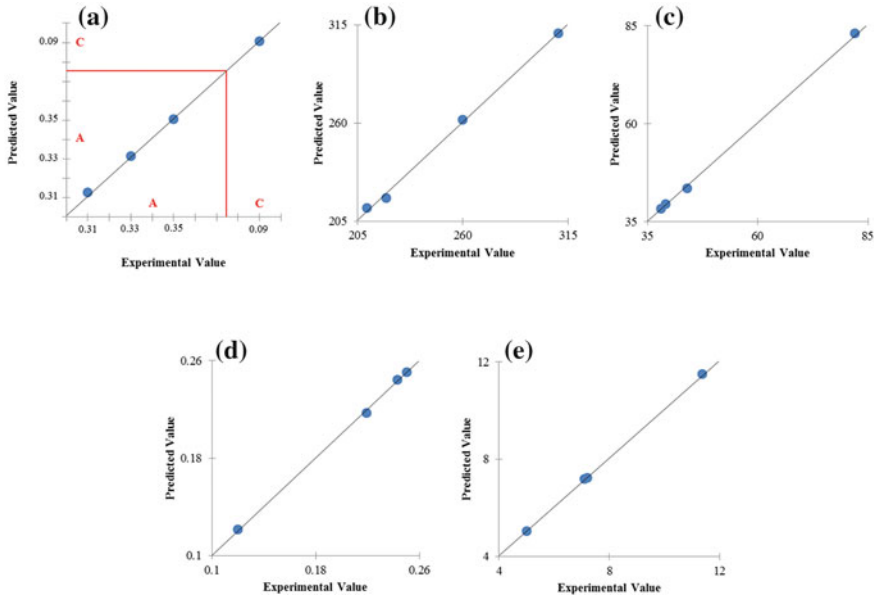 (a)
0.09
C
0.35
A
0.33
0.31
Predicted Value
A
C
0.31
0.33
0.35
0.09
Experimental Value
(b)
315
260
205
Predicted Value
205
260
315
Experimental Value
(c)
85
60
35
Predicted Value
35
60
85
Experimental Value
(d)
0.26
0.18
0.1
Predicted Value
0.1
0.18
0.26
Experimental Value
(e)
12
8
4
Predicted Value
4
8
12
Experimental Value